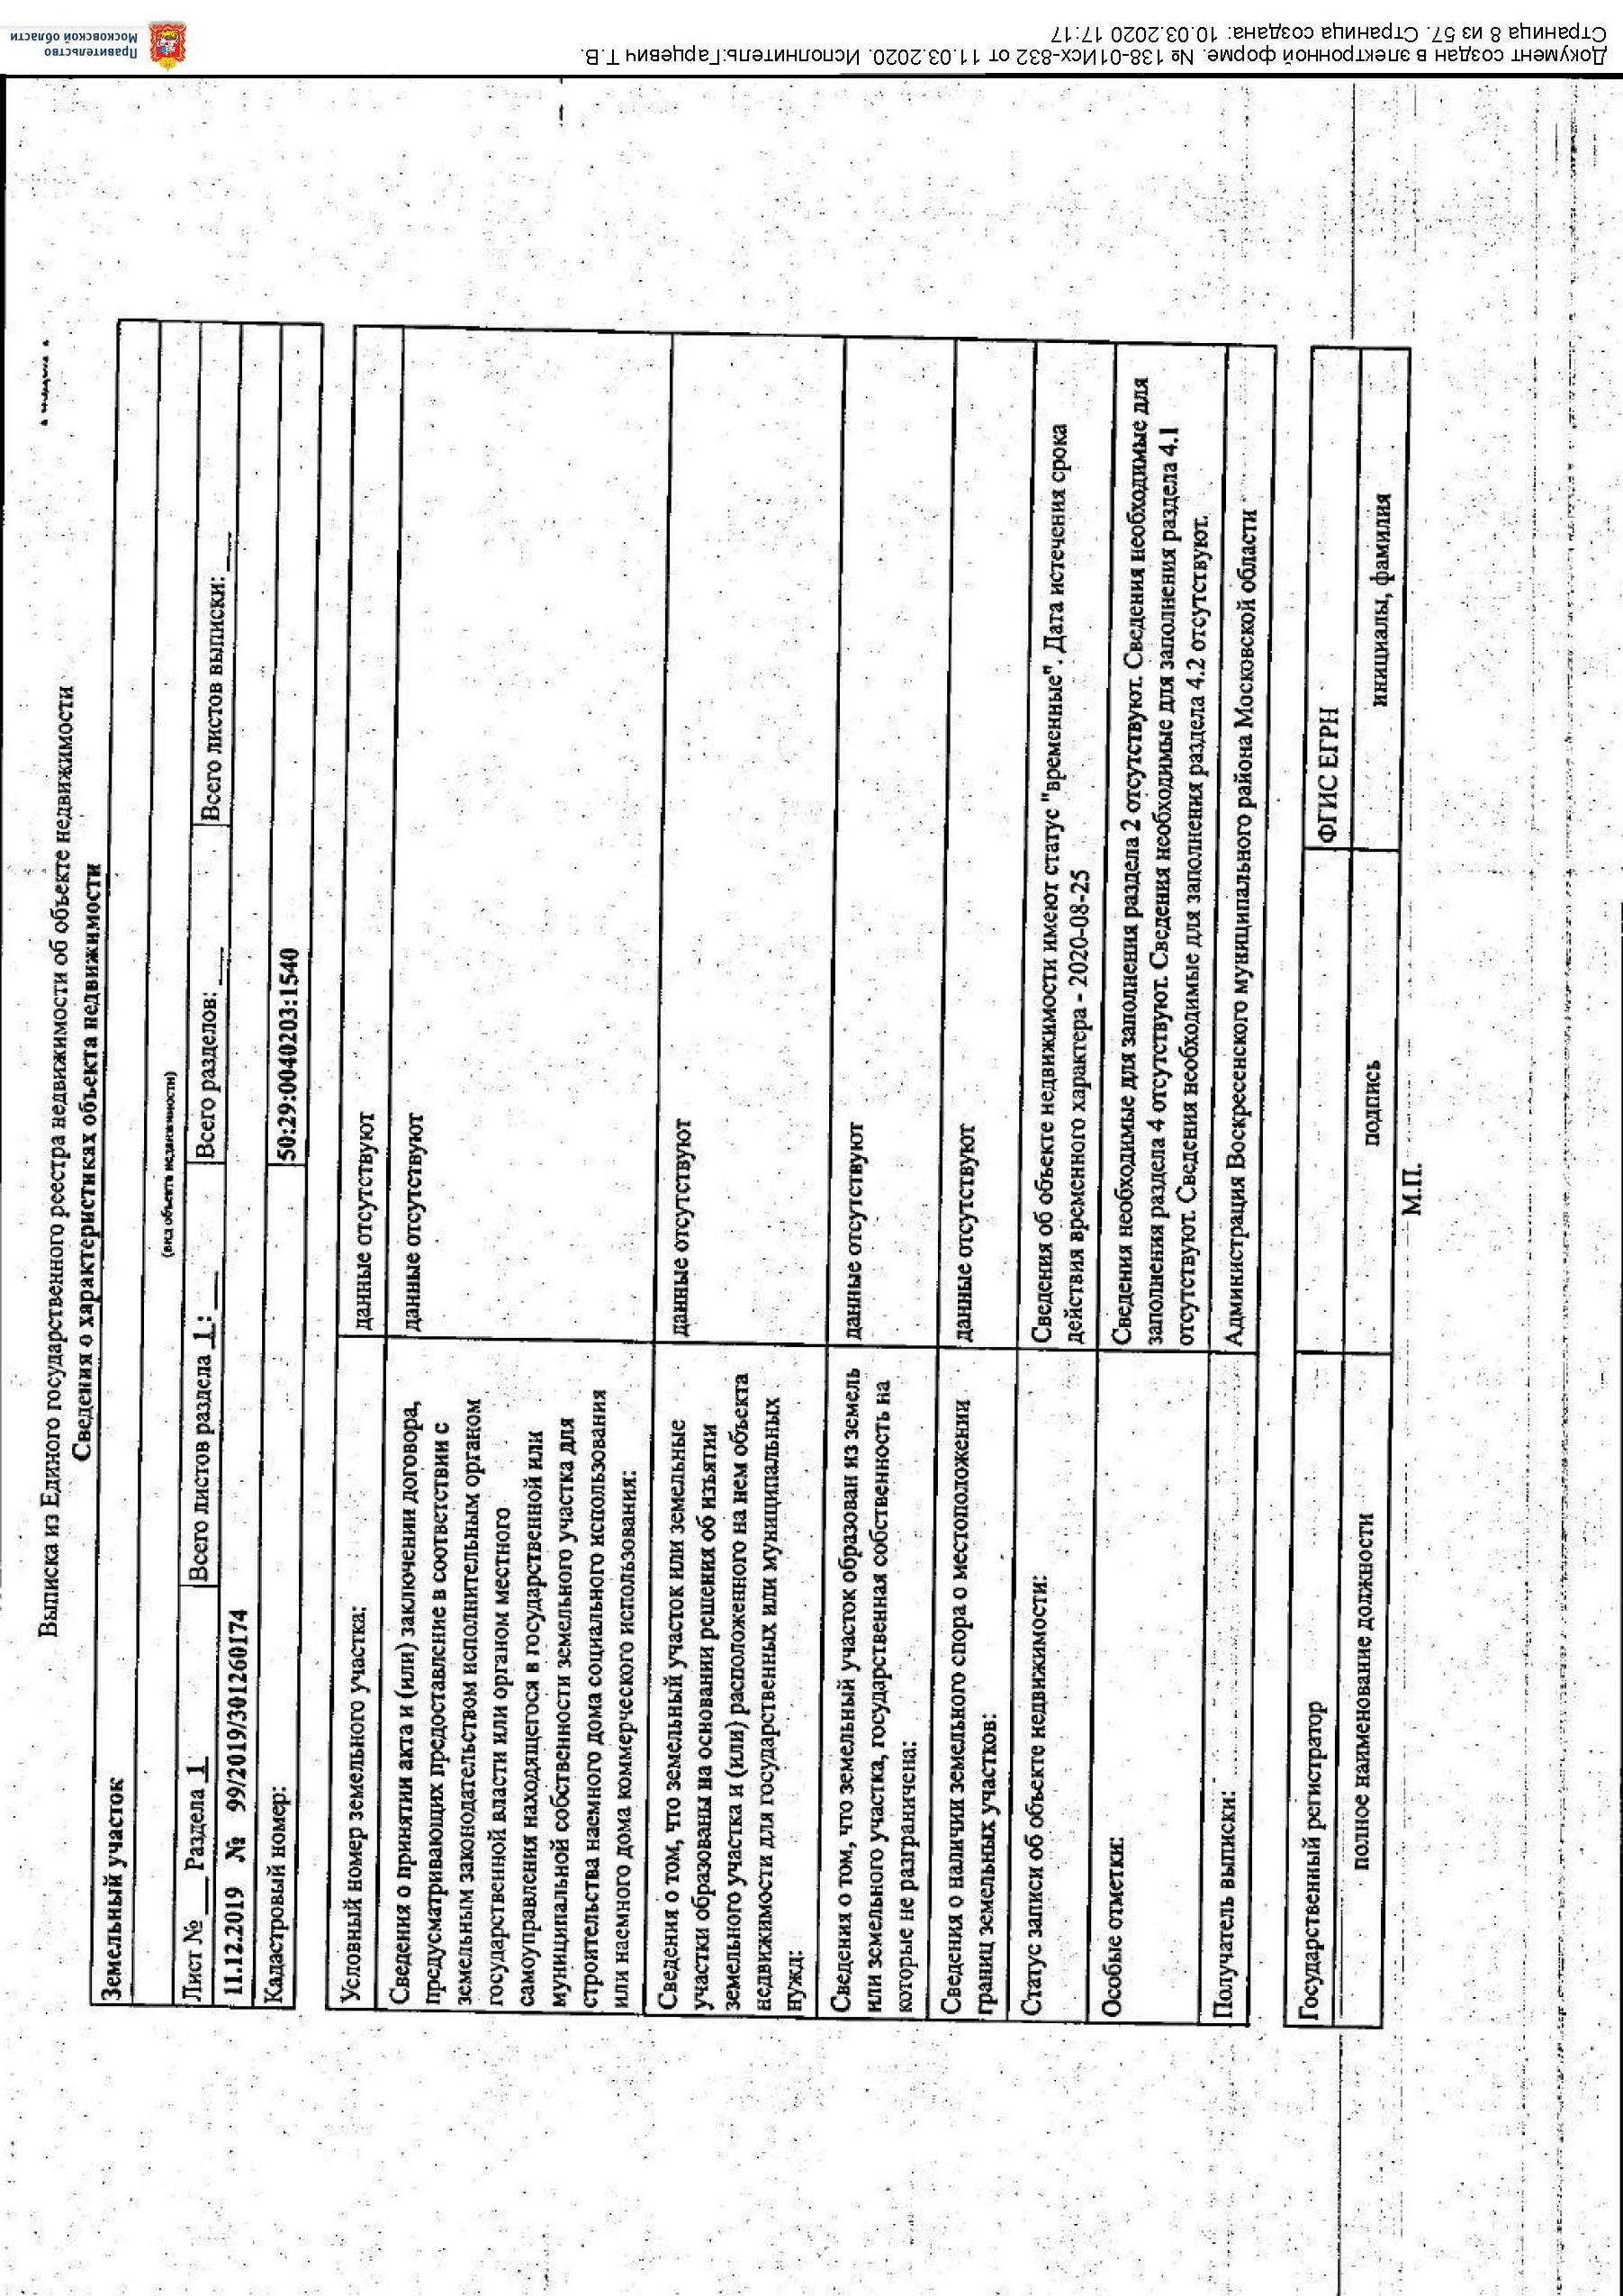 Документ создан в электронной форме. № 138-01Исх-832 от 11.03.2020. Исполнитель:Гарцевич Т.В.
Страница 8 из 57. Страница создана: 10.03.2020 17:17
Правительство
Московской области
Выписка из Единого государственного реестра недвижимости об объекте недвижимости
Сведения о характеристиках объекта недвижимости
Земельный участок
(вид объекта недвижимости)
Лист № ___ Раздела 1 Всего листов раздела 1 : ___ Всего разделов: ___ Всего листов выписки: ___
11.12.2019 № 99/2019/301260174
Кадастровый номер: 50:29:0040203:1540
Условный номер земельного участка: данные отсутствуют
Сведения о принятии акта и (или) заключении договора, данные отсутствуют
предусматривающих предоставление в соответствии с
земельным законодательством исполнительным органом
государственной власти или органом местного
самоуправления находящегося в государственной или
муниципальной собственности земельного участка для
строительства наемного дома социального использования
или наемного дома коммерческого использования:
Сведения о том, что земельный участок или земельные данные отсутствуют
участки образованы на основании решения об изъятии
земельного участка и (или) расположенного на нем объекта
недвижимости для государственных или муниципальных
нужд:
Сведения о том, что земельный участок образован из земель данные отсутствуют
или земельного участка, государственная собственность на
которые не разграничена:
Сведения о наличии земельного спора о местоположении данные отсутствуют
границ земельных участков:
Статус записи об объекте недвижимости: Сведения об объекте недвижимости имеют статус "временные". Дата истечения срока
действия временного характера - 2020-08-25
Особые отметки: Сведения необходимые для заполнения раздела 2 отсутствуют. Сведения необходимые для
заполнения раздела 4 отсутствуют. Сведения необходимые для заполнения раздела 4.1
отсутствуют. Сведения необходимые для заполнения раздела 4.2 отсутствуют.
Получатель выписки: Администрация Воскресенского муниципального района Московской области
Государственный регистратор ФГИС ЕГРН
полное наименование должности подпись инициалы, фамилия
М.П.